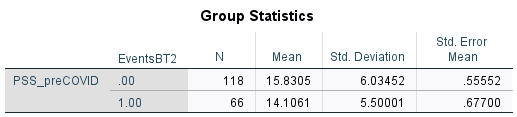 Group Statistics
EventsBT2 N Mean Std. Deviation Std. Error Mean
PSS_preCOVID .00 118 15.8305 6.03452 .55552
1.00 66 14.1061 5.50001 .67700